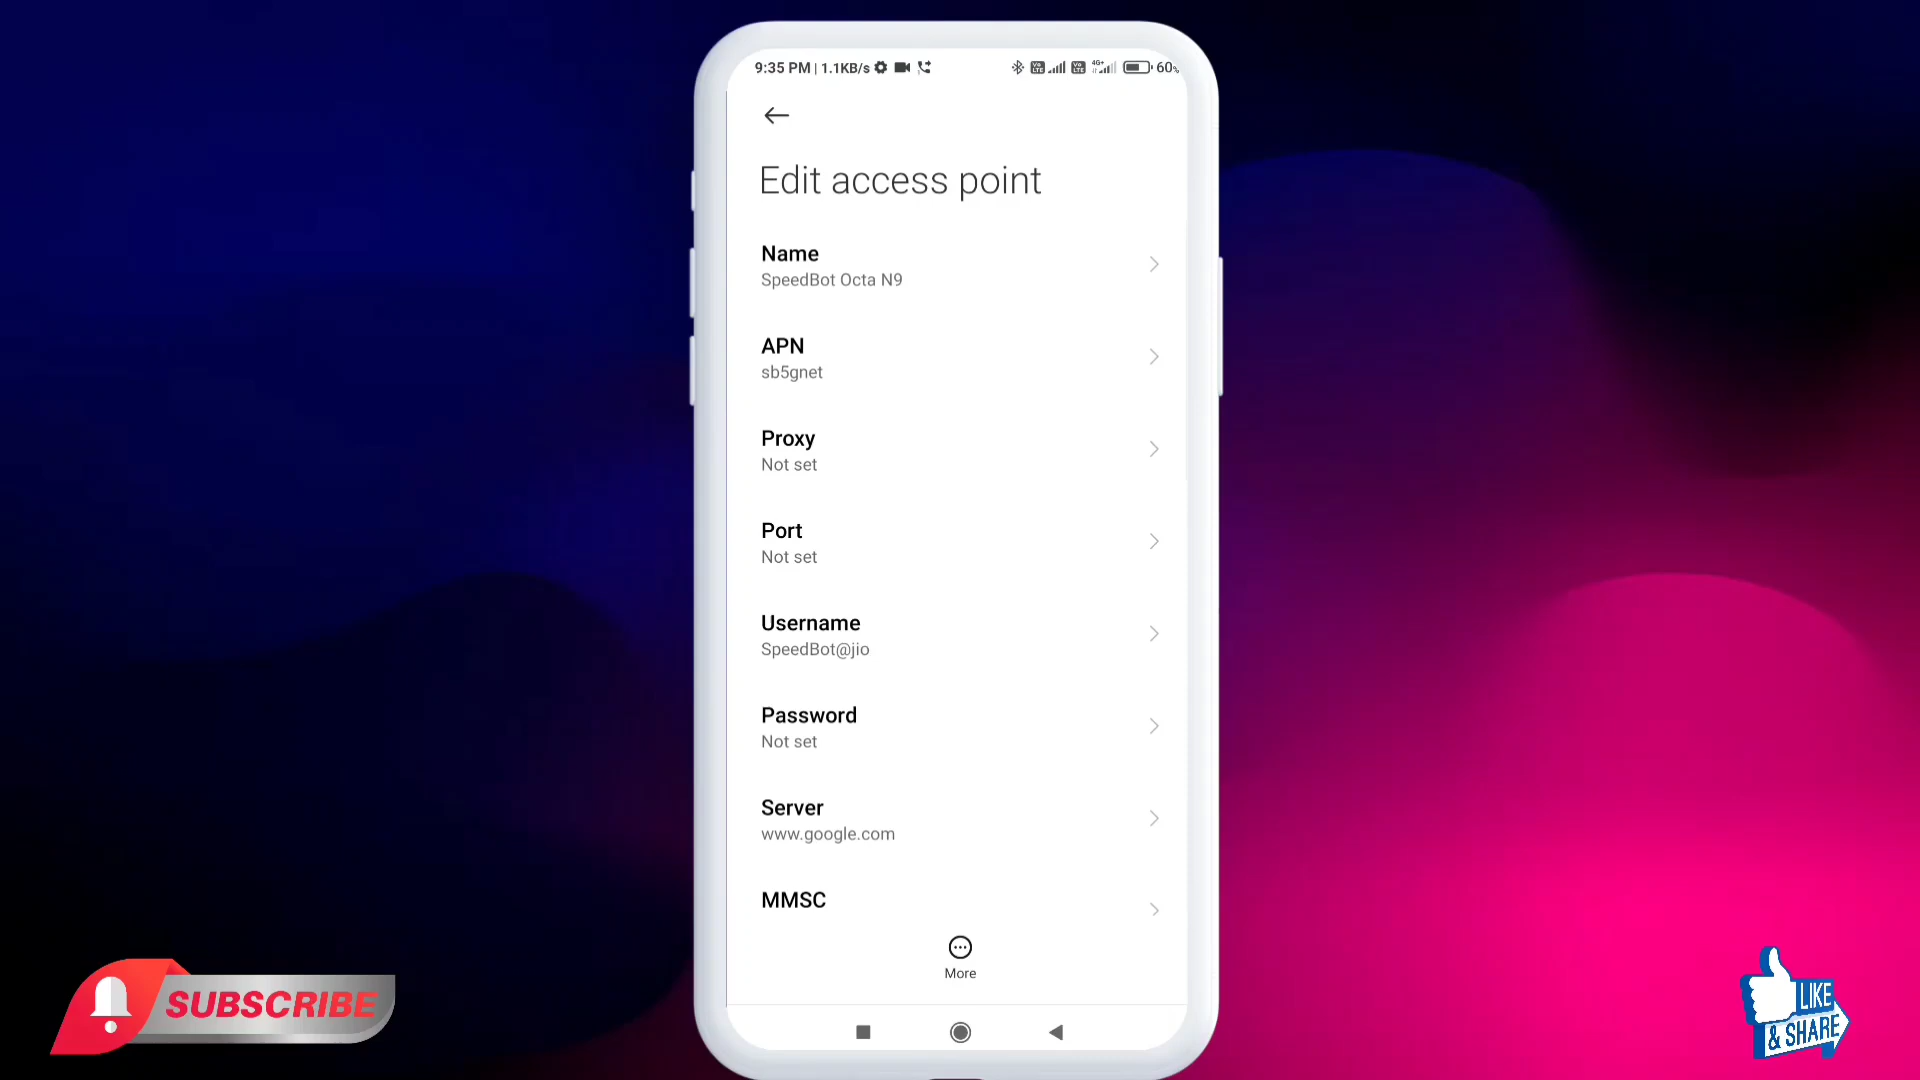 9:35 PM | 1.1KB/s 60%
Edit access point
Name
SpeedBot Octa N9
APN
sb5gnet
Proxy
Not set
Port
Not set
Username
SpeedBot@jio
Password
Not set
Server
www.google.com
MMSC
More
SUBSCRIBE
LIKE
& SHARE